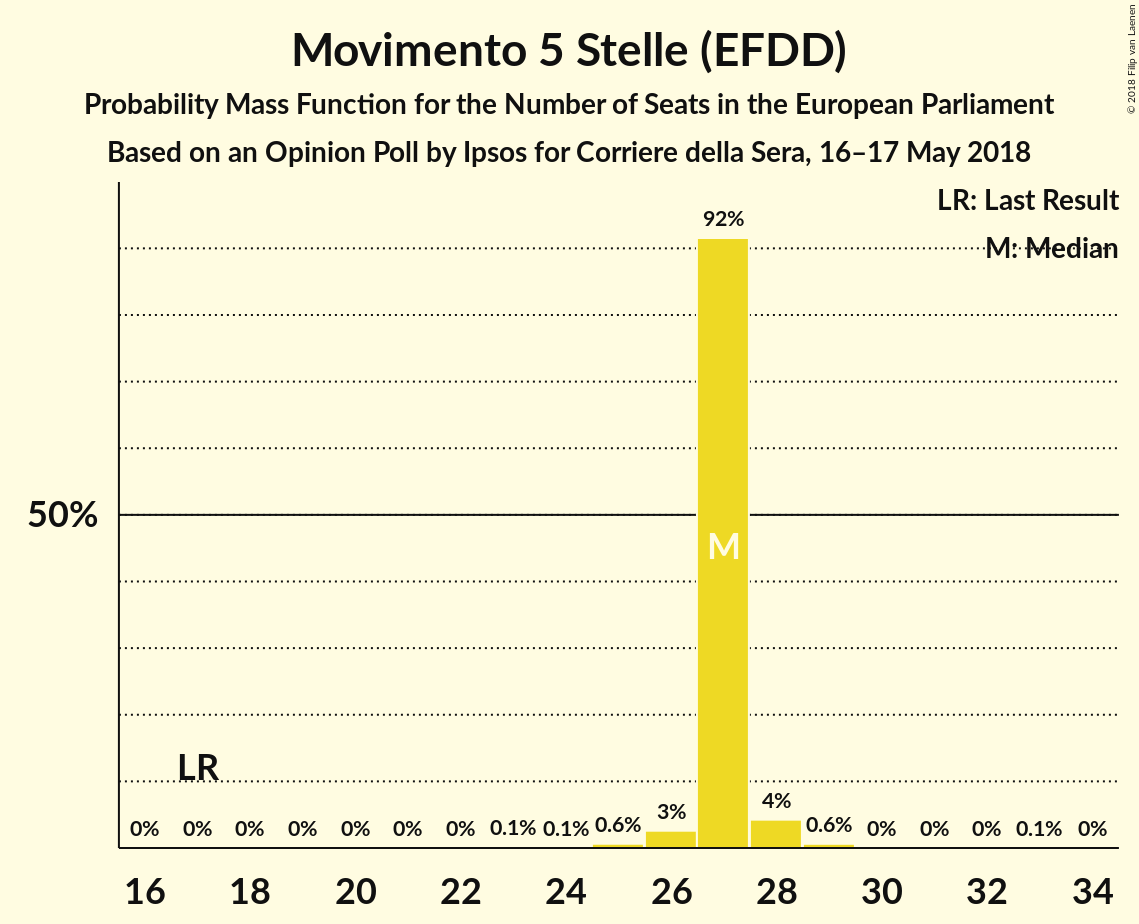 Movimento 5 Stelle (EFDD)
Probability Mass Function for the Number of Seats in the European Parliament
Based on an Opinion Poll by Ipsos for Corriere della Sera, 16–17 May 2018
© 2018 Filip van Laenen
LR: Last Result
M: Median
92%
50%
M
LR
0% 0% 0% 0% 0% 0% 0% 0.1% 0.1% 0.6% 3% 4% 0.6% 0% 0% 0% 0.1% 0%
16 18 20 22 24 26 28 30 32 34